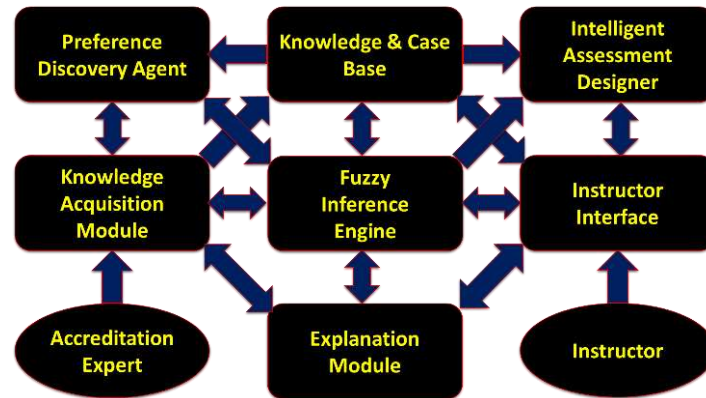 Preference
Discovery Agent
Knowledge & Case
Base
Intelligent
Assessment
Designer
Knowledge
Acquisition
Module
Fuzzy
Inference
Engine
Instructor
Interface
Accreditation
Expert
Explanation
Module
Instructor